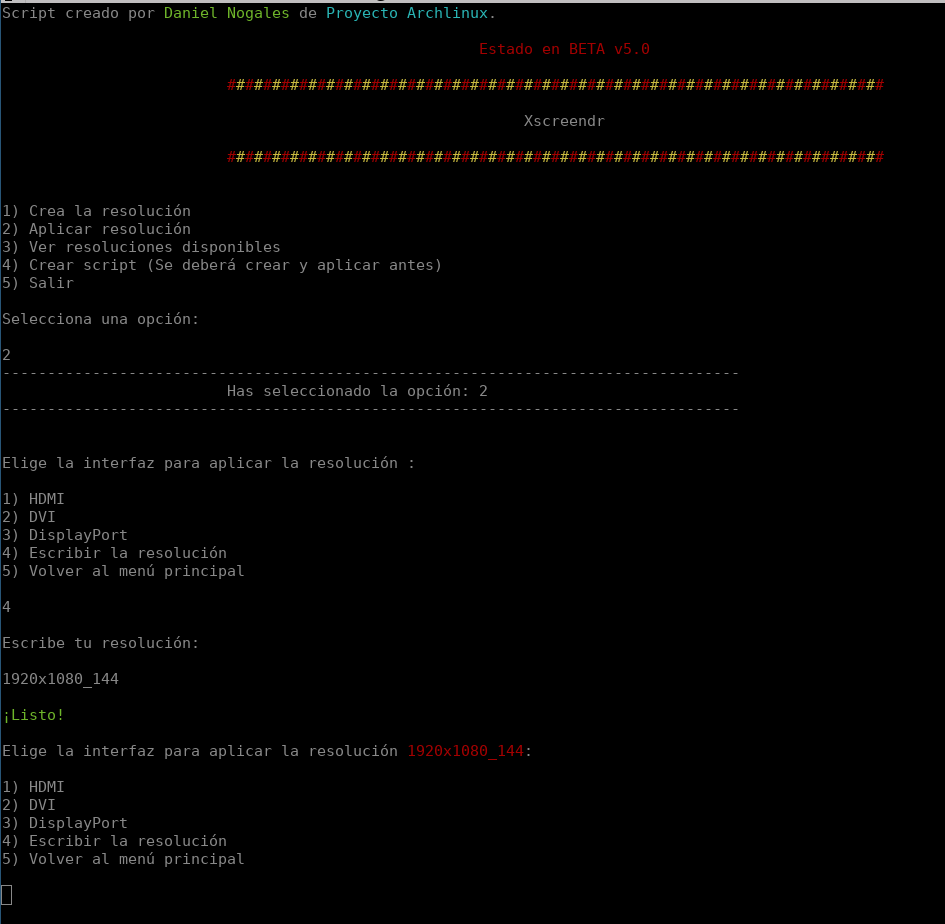 Script creado por Daniel Nogales de Proyecto Archlinux.
Estado en BETA v5.0
#########################################################################
Xscreendr
#########################################################################
1) Crea la resolución
2) Aplicar resolución
3) Ver resoluciones disponibles
4) Crear script (Se deberá crear y aplicar antes)
5) Salir
Selecciona una opción:
2
----------------------------------------------------------------------------------
Has seleccionado la opción: 2
----------------------------------------------------------------------------------
Elige la interfaz para aplicar la resolución :
1) HDMI
2) DVI
3) DisplayPort
4) Escribir la resolución
5) Volver al menú principal
4
Escribe tu resolución:
1920x1080_144
¡Listo!
Elige la interfaz para aplicar la resolución 1920x1080_144:
1) HDMI
2) DVI
3) DisplayPort
4) Escribir la resolución
5) Volver al menú principal